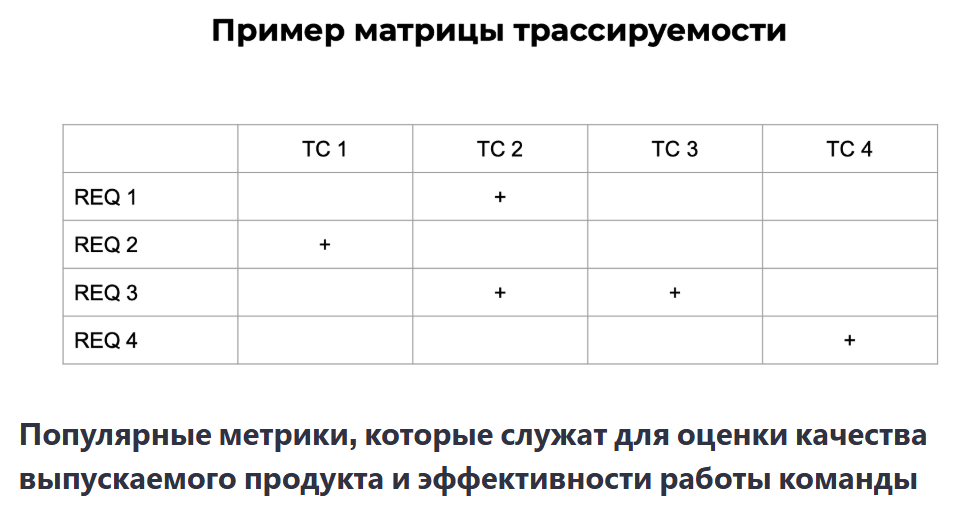 Пример матрицы трассируемости
TC 1 TC 2 TC 3 TC 4
REQ 1 +
REQ 2 +
REQ 3 + +
REQ 4 +
Популярные метрики, которые служат для оценки качества
выпускаемого продукта и эффективности работы команды